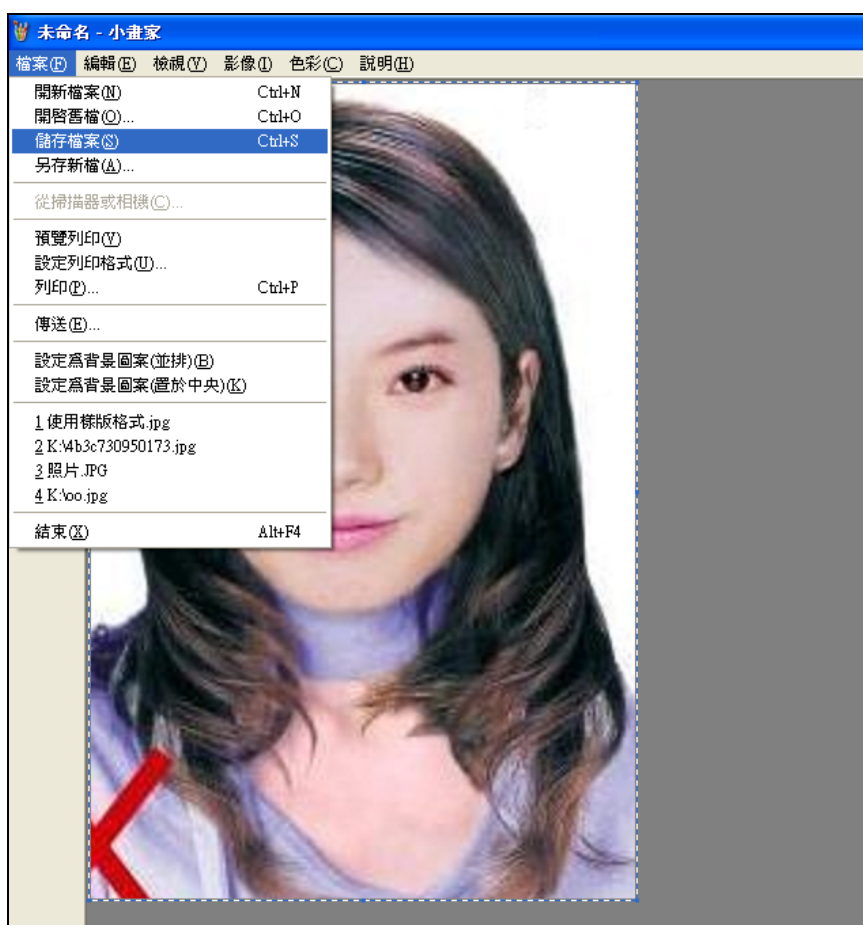 未命名 - 小畫家
檔案(F) 編輯(E) 檢視(V) 影像(I) 色彩(C) 說明(H)
開新檔案(N) Ctrl+N
開啓舊檔(O)... Ctrl+O
儲存檔案(S) Ctrl+S
另存新檔(A)...
從掃描器或相機(C)...
預覽列印(V)
設定列印格式(U)...
列印(P)... Ctrl+P
傳送(E)...
設定爲背景圖案(並排)(B)
設定爲背景圖案(置於中央)(K)
1 使用樣版格式.jpg
2 K:\4b3c730950173.jpg
3 照片.JPG
4 K:\oo.jpg
結束(X) Alt+F4